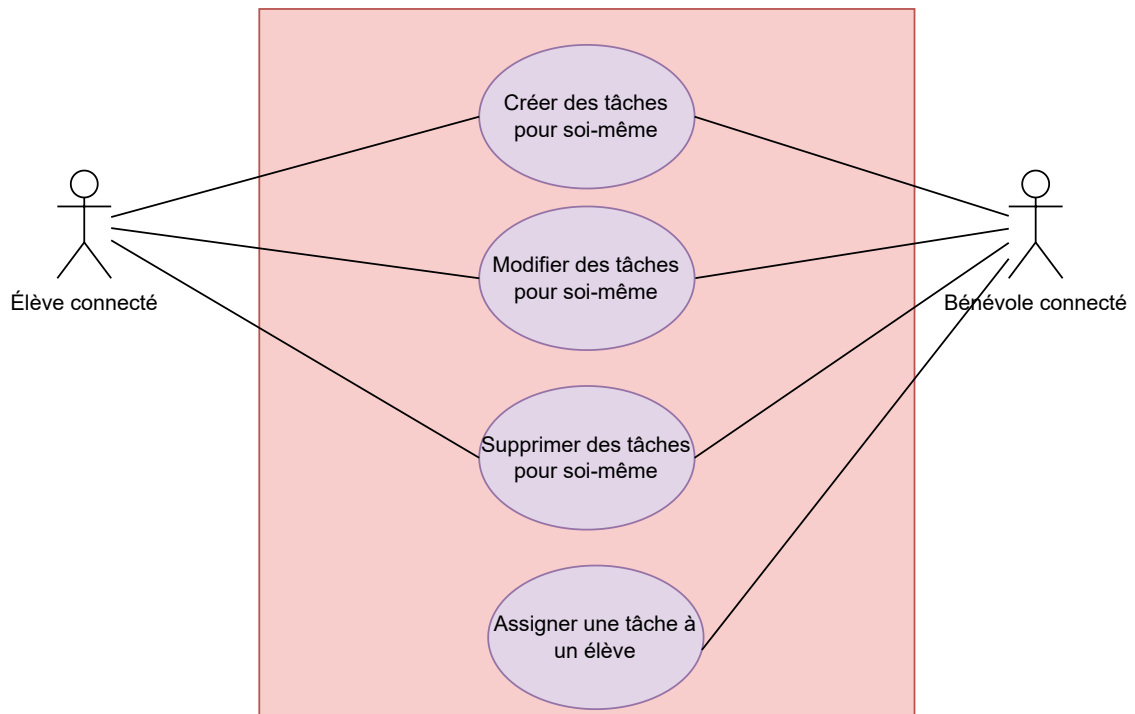 Créer des tâches
pour soi-même
Modifier des tâches
pour soi-même
Élève connecté
Bénévole connecté
Supprimer des tâches
pour soi-même
Assigner une tâche à
un élève